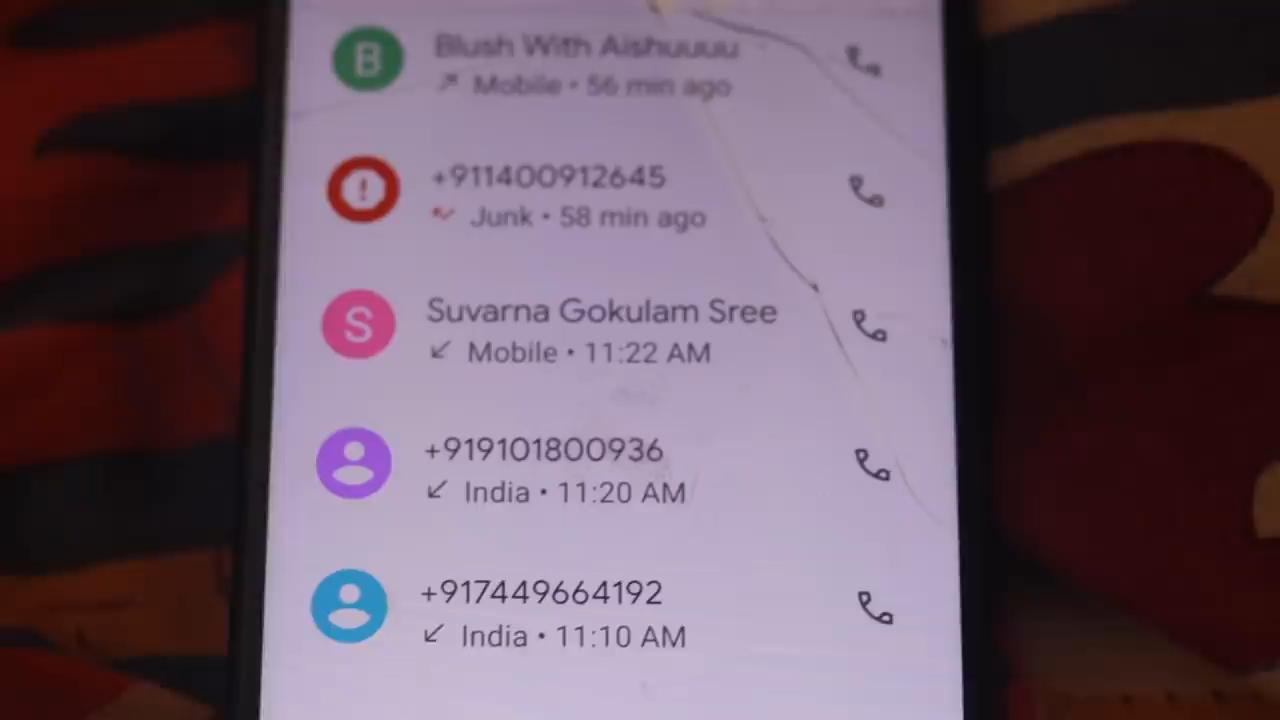 B
Blush With Aishuuuu
Mobile • 56 min ago
+911400912645
Junk • 58 min ago
S
Suvarna Gokulam Sree
Mobile • 11:22 AM
+919101800936
India • 11:20 AM
+917449664192
India • 11:10 AM